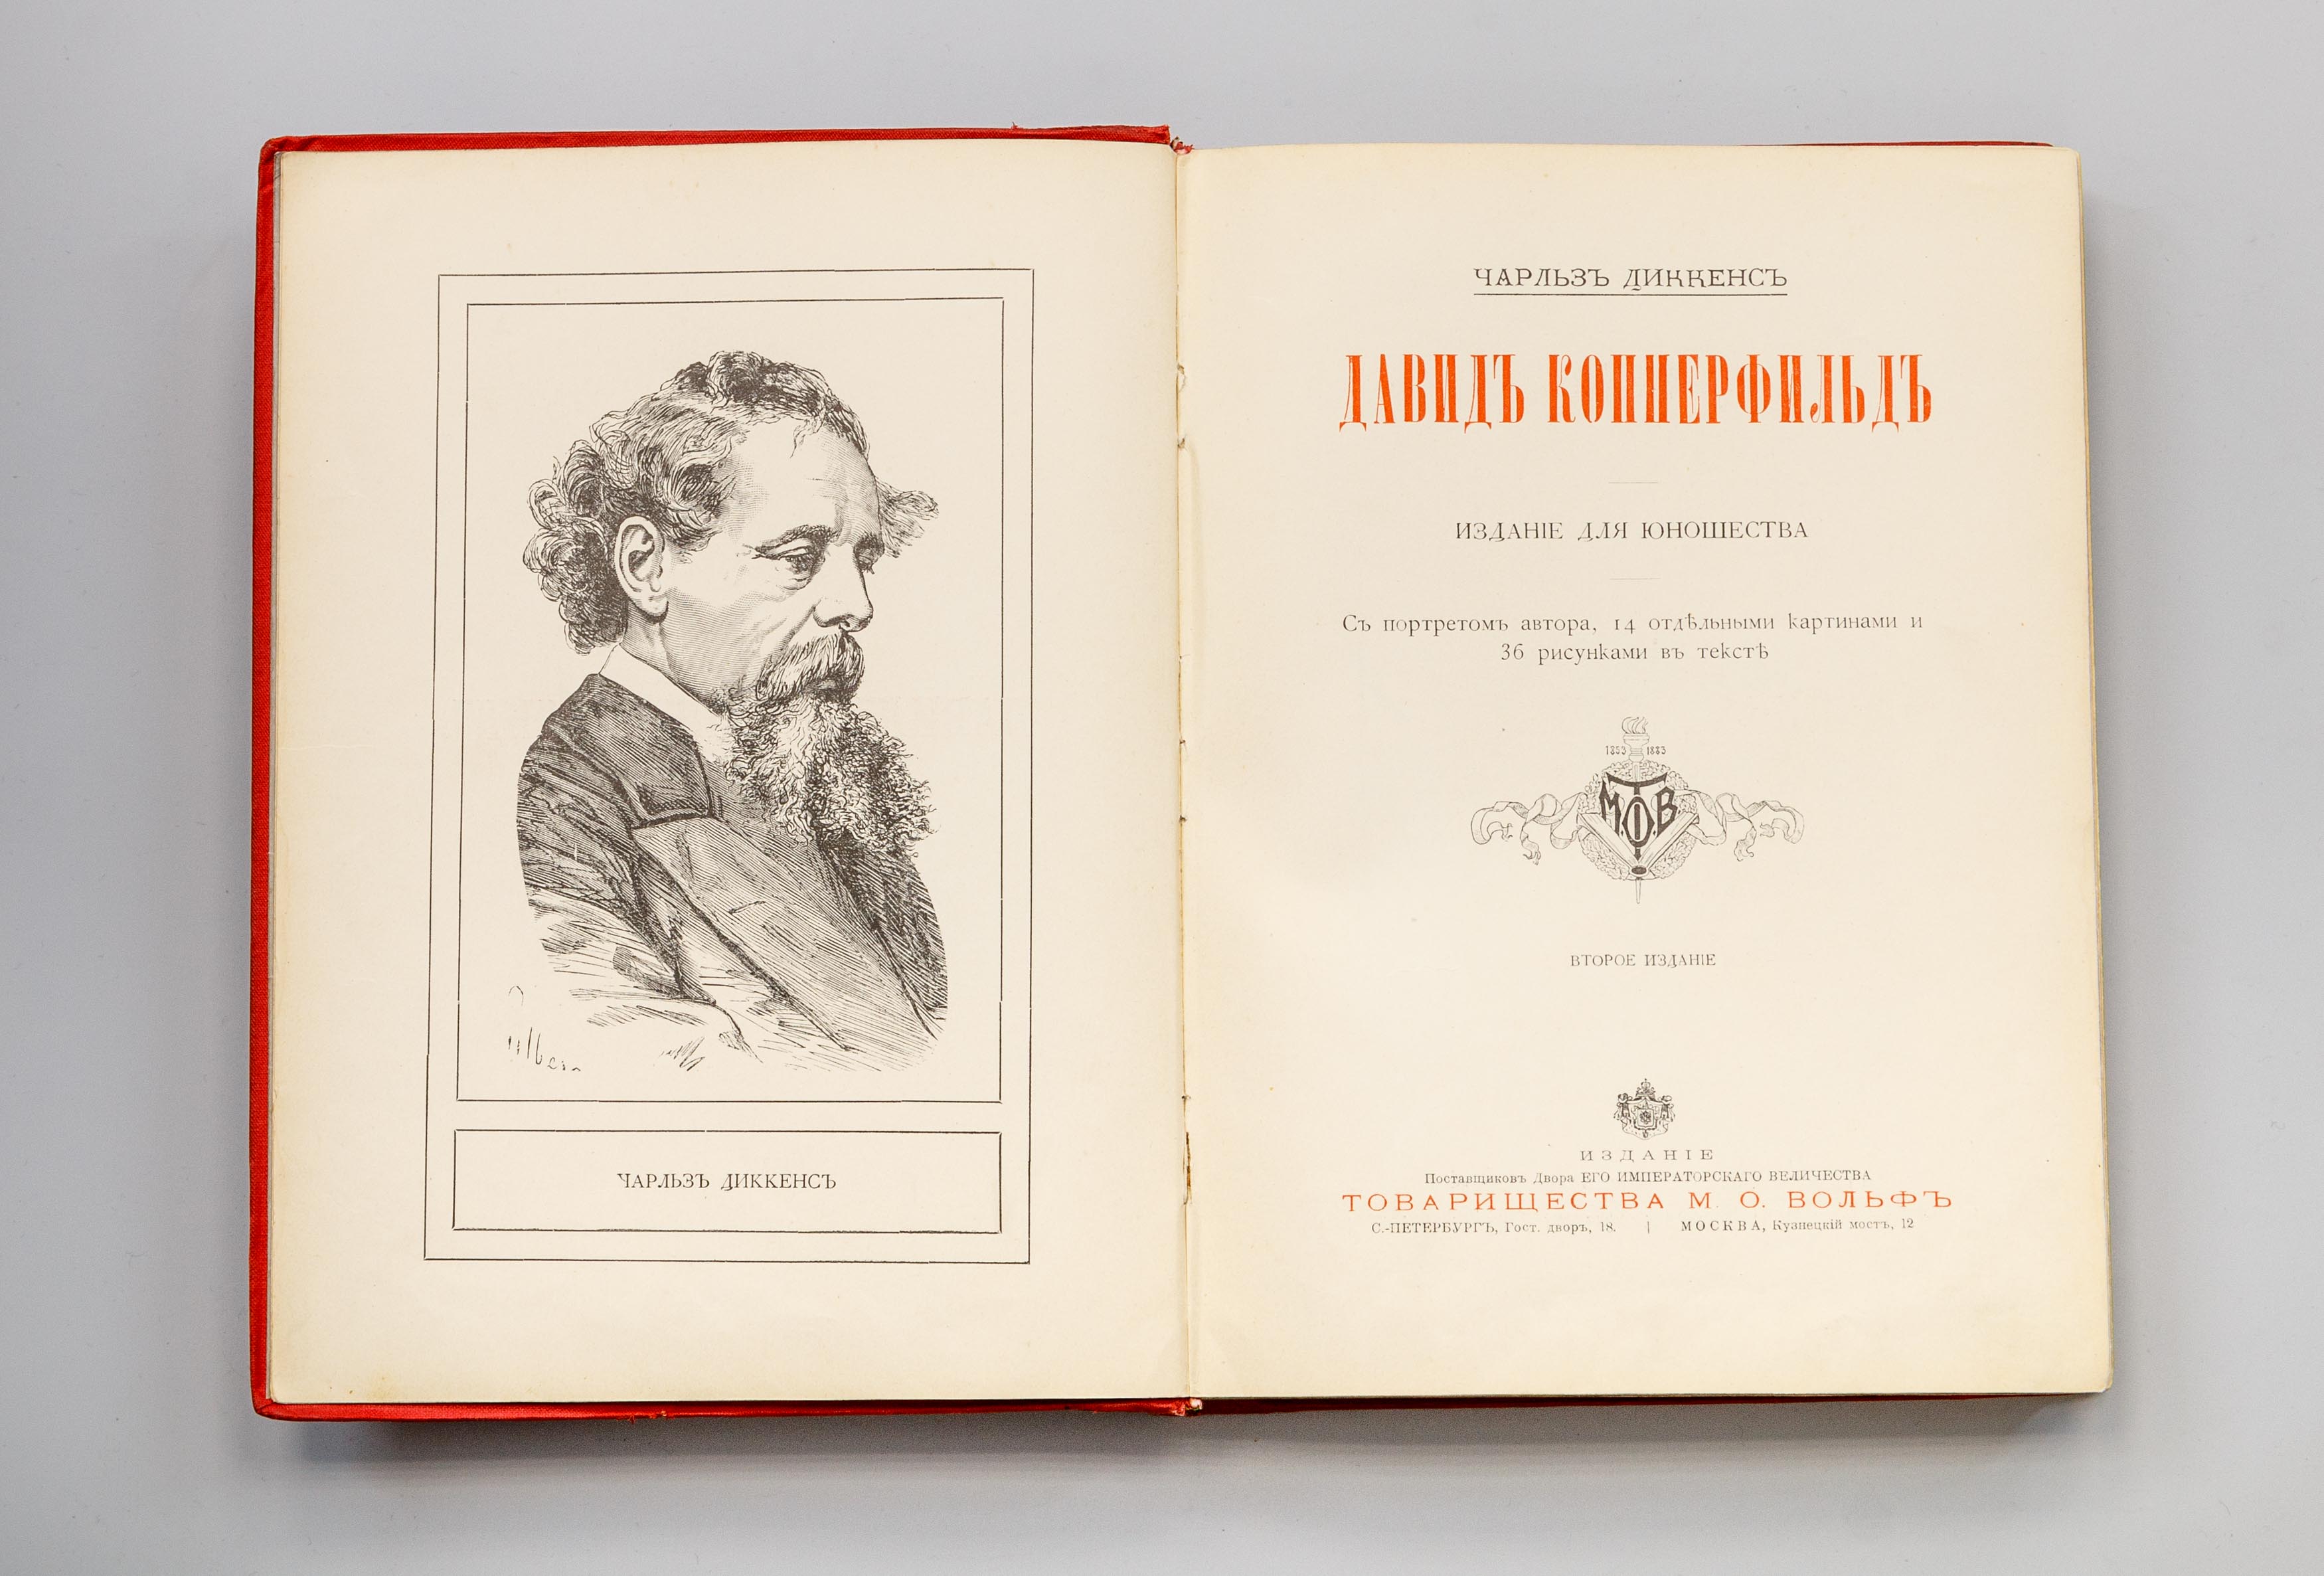 ЧАРЛЬЗЪ ДИККЕНСЪ
ЧАРЛЬЗЪ ДИККЕНСЪ
ДАВИДЪ КОППЕРФИЛЬДЪ
ИЗДАНІЕ ДЛЯ ЮНОШЕСТВА
Съ портретомъ автора, 14 отдѣльными картинами и
36 рисунками въ текстѣ
1853 1883
М.О.В. Т
ВТОРОЕ ИЗДАНІЕ
ИЗДАНІЕ
Поставщиковъ Двора ЕГО ИМПЕРАТОРСКАГО ВЕЛИЧЕСТВА
ТОВАРИЩЕСТВА М. О. ВОЛЬФЪ
С.-ПЕТЕРБУРГЪ, Гост. дворъ, 18. | МОСКВА, Кузнецкій мостъ, 12